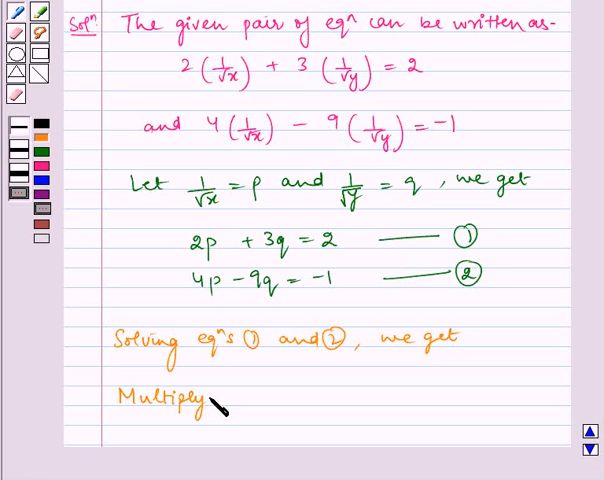 Solⁿ The given pair of eqⁿ can be written as-
2 (1/√x) + 3 (1/√y) = 2
and 4 (1/√x) - 9 (1/√y) = -1
Let 1/√x = p and 1/√y = q, we get
2p + 3q = 2 —— ①
4p - 9q = -1 —— ②
Solving eqⁿs ① and ②, we get
Multiply